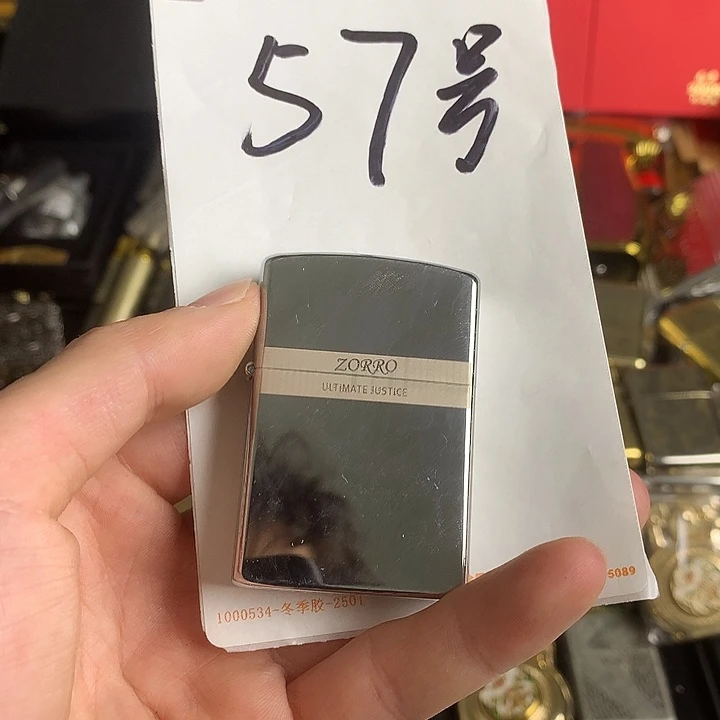 57号
ZORRO
ULTIMATE JUSTICE
1000534-冬季胶-2501
5089